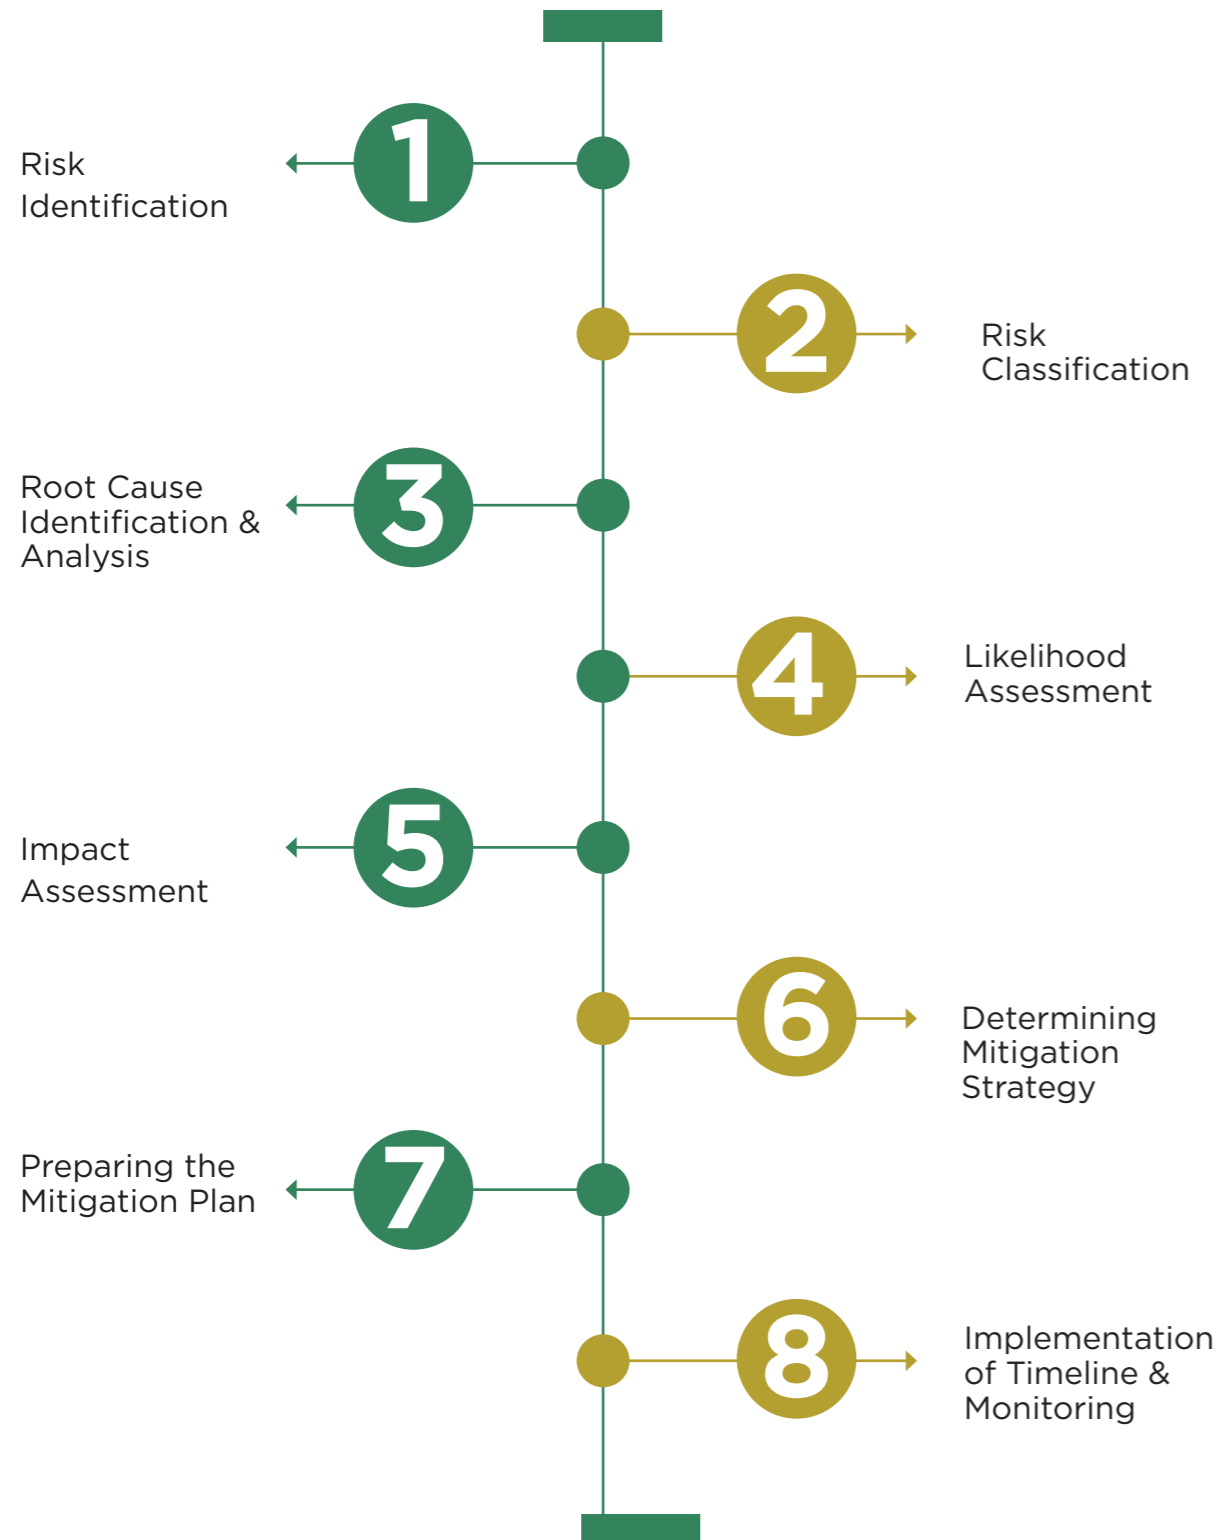 1
Risk
Identification
2
Risk
Classification
3
Root Cause
Identification &
Analysis
4
Likelihood
Assessment
5
Impact
Assessment
6
Determining
Mitigation
Strategy
7
Preparing the
Mitigation Plan
8
Implementation
of Timeline &
Monitoring